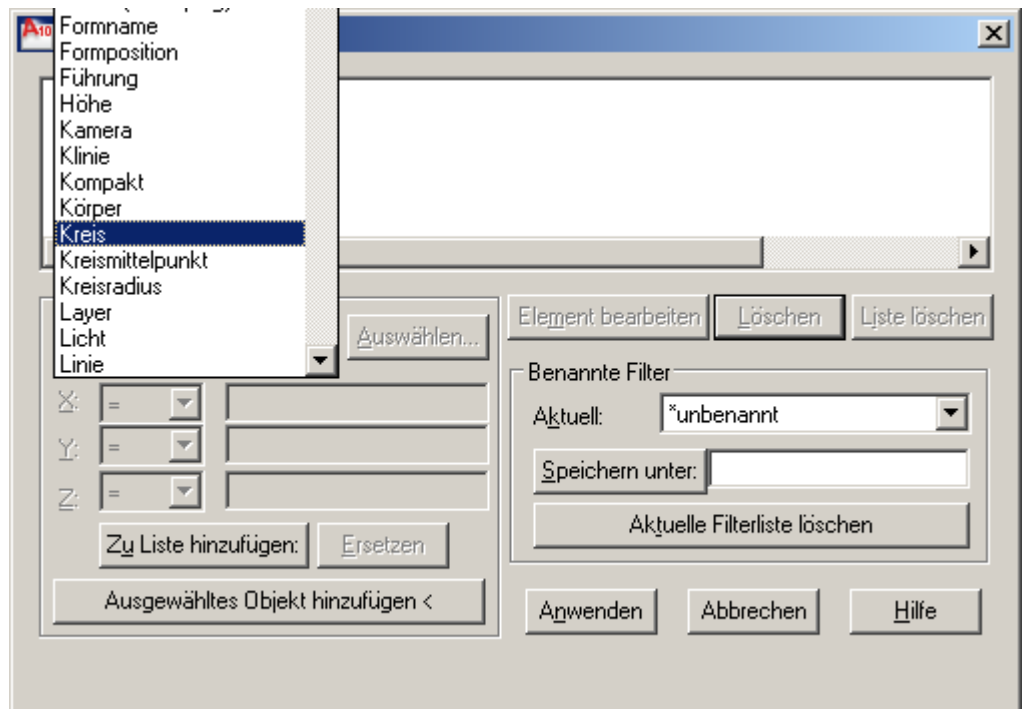 A10
Formname
Formposition
Führung
Höhe
Kamera
Klinie
Kompakt
Körper
Kreis
Kreismittelpunkt
Kreisradius
Layer
Licht
Linie
Auswählen...
Element bearbeiten Löschen Liste löschen
X: =
Y: =
Z: =
Zu Liste hinzufügen: Ersetzen
Ausgewähltes Objekt hinzufügen <
Benannte Filter
Aktuell: *unbenannt
Speichern unter:
Aktuelle Filterliste löschen
Anwenden Abbrechen Hilfe